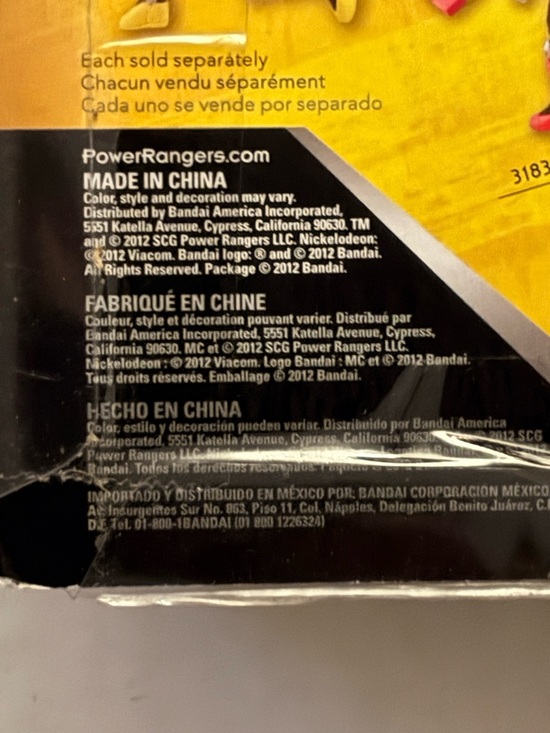 Each sold separately
Chacun vendu séparément
Cada uno se vende por separado
3183
PowerRangers.com
MADE IN CHINA
Color, style and decoration may vary.
Distributed by Bandai America Incorporated,
5551 Katella Avenue, Cypress, California 90630. TM
and © 2012 SCG Power Rangers LLC. Nickelodeon:
© 2012 Viacom. Bandai logo: ® and © 2012 Bandai.
All Rights Reserved. Package © 2012 Bandai.
FABRIQUÉ EN CHINE
Couleur, style et décoration pouvant varier. Distribué par
Bandai America Incorporated, 5551 Katella Avenue, Cypress,
California 90630. MC et © 2012 SCG Power Rangers LLC.
Nickelodeon : © 2012 Viacom. Logo Bandai : MC et © 2012 Bandai.
Tous droits réservés. Emballage © 2012 Bandai.
HECHO EN CHINA
Color, estilo y decoración pueden variar. Distribuido por Bandai America
Incorporated, 5551 Katella Avenue, Cypress, California 90630. 2012 SCG
Power Rangers LLC.
Bandai. Todos los derechos reservados.
IMPORTADO Y DISTRIBUIDO EN MÉXICO POR: BANDAI CORPORACIÓN MÉXICO
Av. Insurgentes Sur No. 863, Piso 11, Col. Nápoles, Delegación Benito Juárez, C.
D.F. Tel. 01-800-1BANDAI (01 800 1226324)